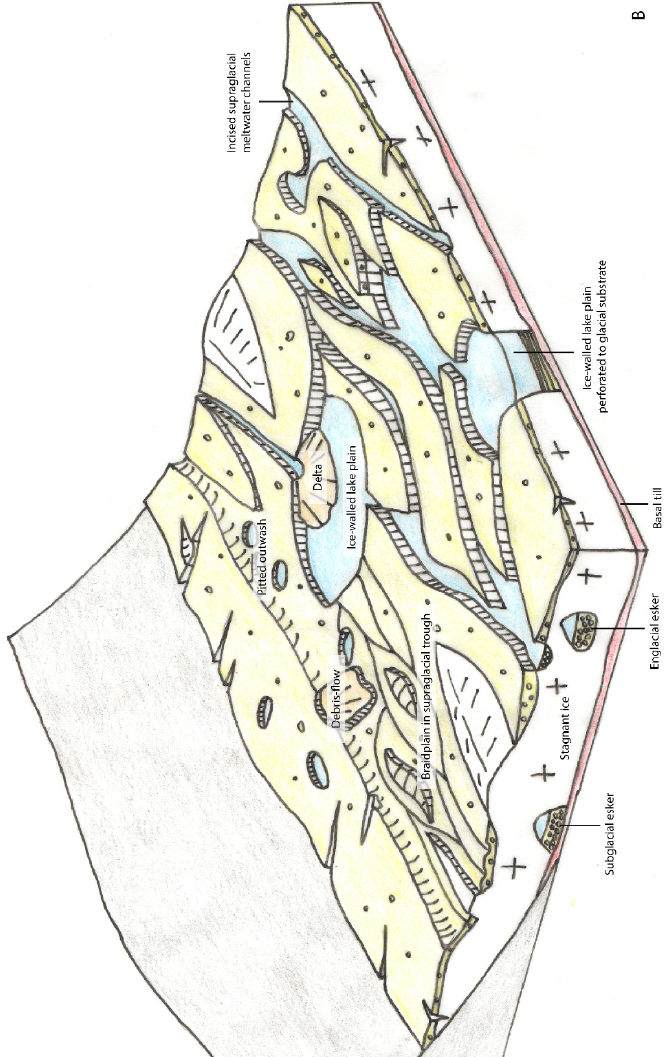 B
Incised supraglacial
meltwater channels
Ice-walled lake plain
perforated to glacial substrate
Delta
Ice-walled lake plain
Pitted outwash
Basal till
Debris-flow
Braidplain in supraglacial trough
Englacial esker
Stagnant ice
Subglacial esker